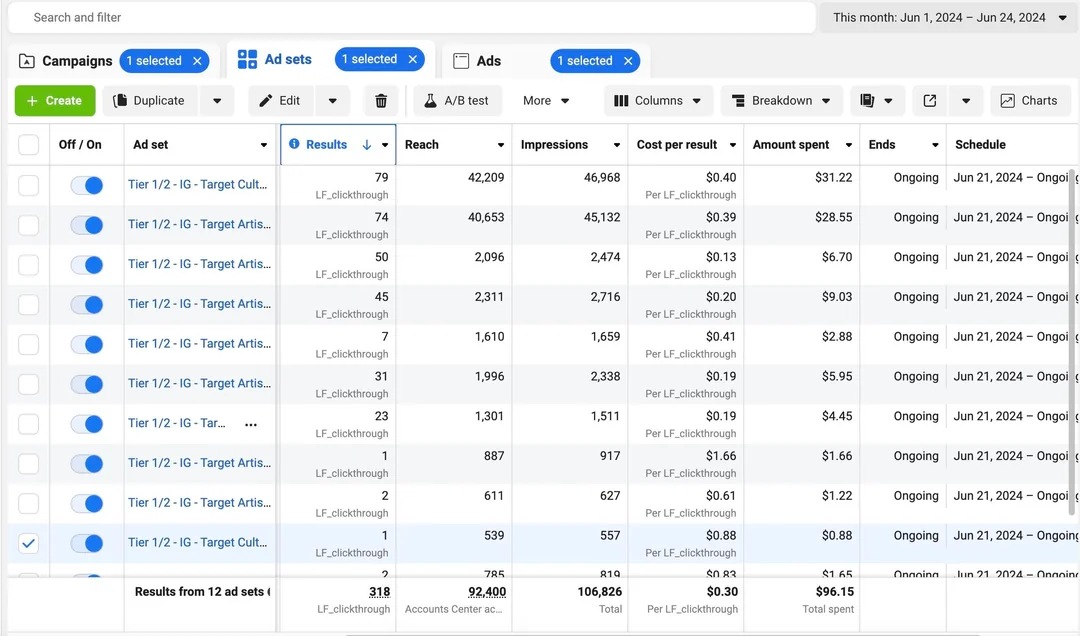 Search and filter
This month: Jun 1, 2024 – Jun 24, 2024
Campaigns 1 selected ×
Ad sets 1 selected ×
Ads 1 selected ×
+ Create Duplicate Edit A/B test More Columns Breakdown Charts
Off / On Ad set Results ↓ Reach Impressions Cost per result Amount spent Ends Schedule
Tier 1/2 - IG - Target Cult... 79 42,209 46,968 $0.40 $31.22 Ongoing Jun 21, 2024 – Ongoing
LF_clickthrough Per LF_clickthrough
Tier 1/2 - IG - Target Artis... 74 40,653 45,132 $0.39 $28.55 Ongoing Jun 21, 2024 – Ongoing
LF_clickthrough Per LF_clickthrough
Tier 1/2 - IG - Target Artis... 50 2,096 2,474 $0.13 $6.70 Ongoing Jun 21, 2024 – Ongoing
LF_clickthrough Per LF_clickthrough
Tier 1/2 - IG - Target Artis... 45 2,311 2,716 $0.20 $9.03 Ongoing Jun 21, 2024 – Ongoing
LF_clickthrough Per LF_clickthrough
Tier 1/2 - IG - Target Artis... 7 1,610 1,659 $0.41 $2.88 Ongoing Jun 21, 2024 – Ongoing
LF_clickthrough Per LF_clickthrough
Tier 1/2 - IG - Target Artis... 31 1,996 2,338 $0.19 $5.95 Ongoing Jun 21, 2024 – Ongoing
LF_clickthrough Per LF_clickthrough
Tier 1/2 - IG - Tar... ... 23 1,301 1,511 $0.19 $4.45 Ongoing Jun 21, 2024 – Ongoing
LF_clickthrough Per LF_clickthrough
Tier 1/2 - IG - Target Artis... 1 887 917 $1.66 $1.66 Ongoing Jun 21, 2024 – Ongoing
LF_clickthrough Per LF_clickthrough
Tier 1/2 - IG - Target Artis... 2 611 627 $0.61 $1.22 Ongoing Jun 21, 2024 – Ongoing
LF_clickthrough Per LF_clickthrough
Tier 1/2 - IG - Target Cult... 1 539 557 $0.88 $0.88 Ongoing Jun 21, 2024 – Ongoing
LF_clickthrough Per LF_clickthrough
2 785 819 $0.83 $1.65 Ongoing Jun 21, 2024 – Ongoing
Results from 12 ad sets 318 92,400 106,826 $0.30 $96.15
LF_clickthrough Accounts Center ac... Total Per LF_clickthrough Total spent